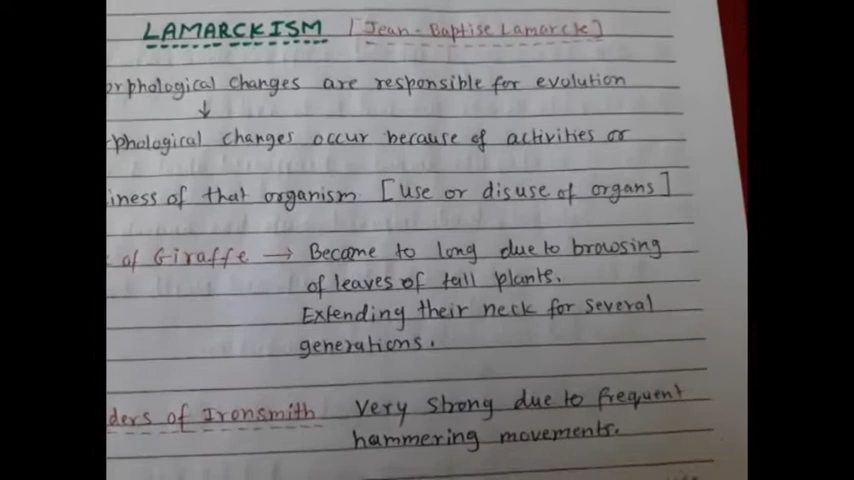 LAMARCKISM [Jean-Baptise Lamarck]
orphological changes are responsible for evolution
↓
phological changes occur because of activities or
iness of that organism [Use or disuse of organs]
of Giraffe → Became to long due to browsing
of leaves of tall plants.
Extending their neck for several
generations.
ders of Ironsmith Very strong due to frequent
hammering movements.